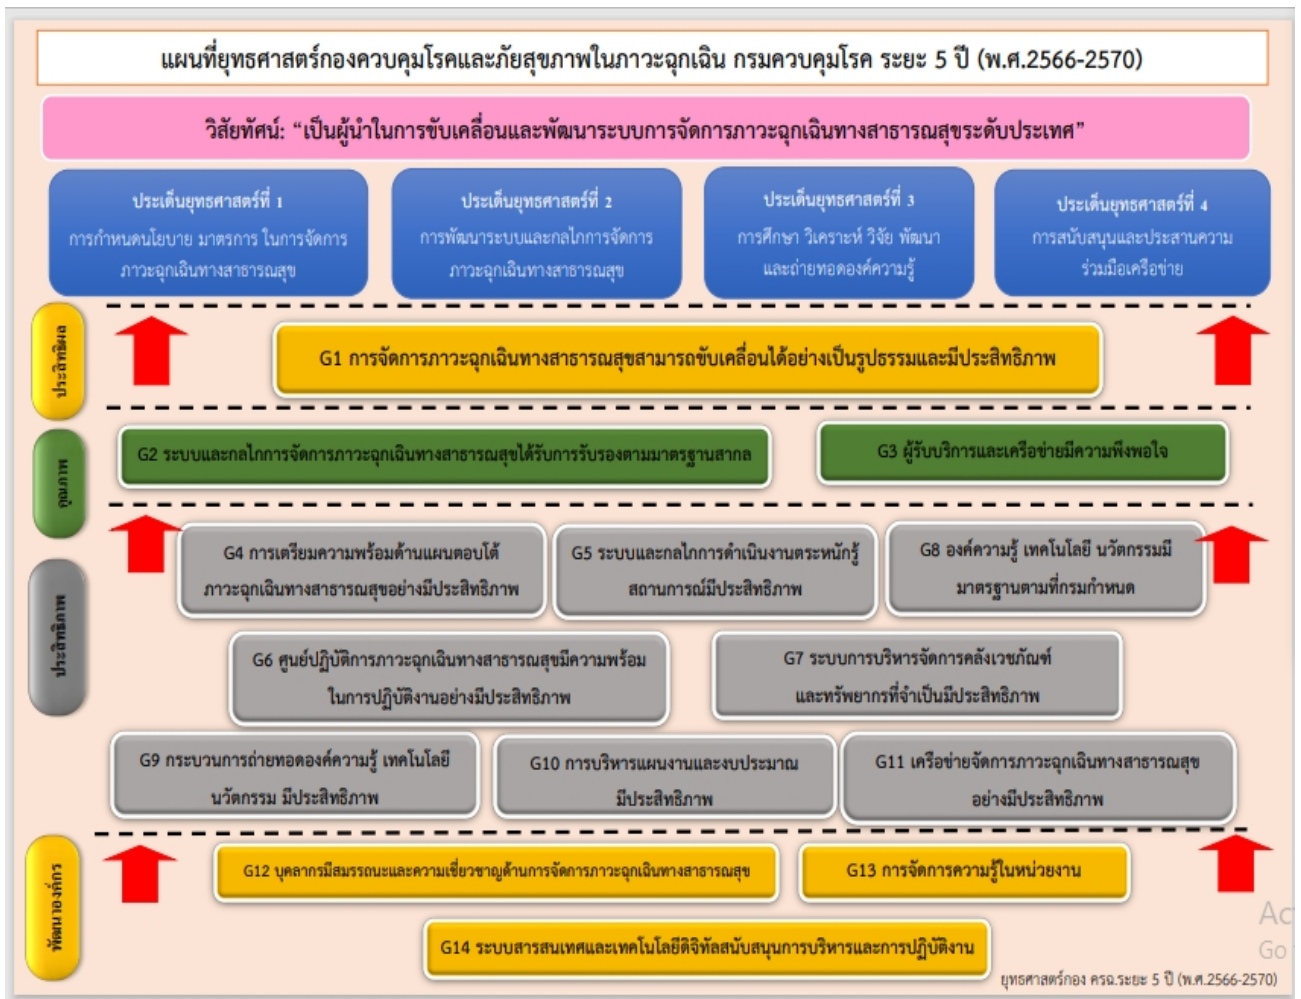 แผนที่ยุทธศาสตร์กองควบคุมโรคและภัยสุขภาพในภาวะฉุกเฉิน กรมควบคุมโรค ระยะ 5 ปี (พ.ศ.2566-2570)
วิสัยทัศน์: “เป็นผู้นำในการขับเคลื่อนและพัฒนาระบบการจัดการภาวะฉุกเฉินทางสาธารณสุขระดับประเทศ”
ประเด็นยุทธศาสตร์ที่ 1
การกำหนดนโยบาย มาตรการ ในการจัดการ
ภาวะฉุกเฉินทางสาธารณสุข
ประเด็นยุทธศาสตร์ที่ 2
การพัฒนาระบบและกลไกการจัดการ
ภาวะฉุกเฉินทางสาธารณสุข
ประเด็นยุทธศาสตร์ที่ 3
การศึกษา วิเคราะห์ วิจัย พัฒนา
และถ่ายทอดองค์ความรู้
ประเด็นยุทธศาสตร์ที่ 4
การสนับสนุนและประสานความ
ร่วมมือเครือข่าย
ประสิทธิผล
G1 การจัดการภาวะฉุกเฉินทางสาธารณสุขสามารถขับเคลื่อนได้อย่างเป็นรูปธรรมและมีประสิทธิภาพ
คุณภาพ
G2 ระบบและกลไกการจัดการภาวะฉุกเฉินทางสาธารณสุขได้รับการรับรองตามมาตรฐานสากล
G3 ผู้รับบริการและเครือข่ายมีความพึงพอใจ
ประสิทธิภาพ
G4 การเตรียมความพร้อมด้านแผนตอบโต้
ภาวะฉุกเฉินทางสาธารณสุขอย่างมีประสิทธิภาพ
G5 ระบบและกลไกการดำเนินงานตระหนักรู้
สถานการณ์มีประสิทธิภาพ
G8 องค์ความรู้ เทคโนโลยี นวัตกรรมมี
มาตรฐานตามที่กรมกำหนด
G6 ศูนย์ปฏิบัติการภาวะฉุกเฉินทางสาธารณสุขมีความพร้อม
ในการปฏิบัติงานอย่างมีประสิทธิภาพ
G7 ระบบการบริหารจัดการคลังเวชภัณฑ์
และทรัพยากรที่จำเป็นมีประสิทธิภาพ
G9 กระบวนการถ่ายทอดองค์ความรู้ เทคโนโลยี
นวัตกรรม มีประสิทธิภาพ
G10 การบริหารแผนงานและงบประมาณ
มีประสิทธิภาพ
G11 เครือข่ายจัดการภาวะฉุกเฉินทางสาธารณสุข
อย่างมีประสิทธิภาพ
พัฒนาองค์กร
G12 บุคลากรมีสมรรถนะและความเชี่ยวชาญด้านการจัดการภาวะฉุกเฉินทางสาธารณสุข
G13 การจัดการความรู้ในหน่วยงาน
G14 ระบบสารสนเทศและเทคโนโลยีดิจิทัลสนับสนุนการบริหารและการปฏิบัติงาน
Go
ยุทธศาสตร์กอง ครฉ.ระยะ 5 ปี (พ.ศ.2566-2570)